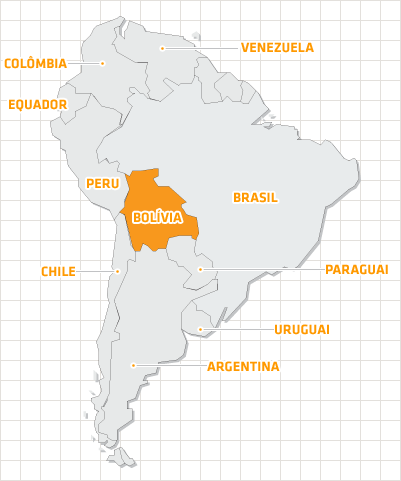 VENEZUELA
COLÔMBIA
EQUADOR
PERU
BRASIL
BOLÍVIA
CHILE
PARAGUAI
URUGUAI
ARGENTINA